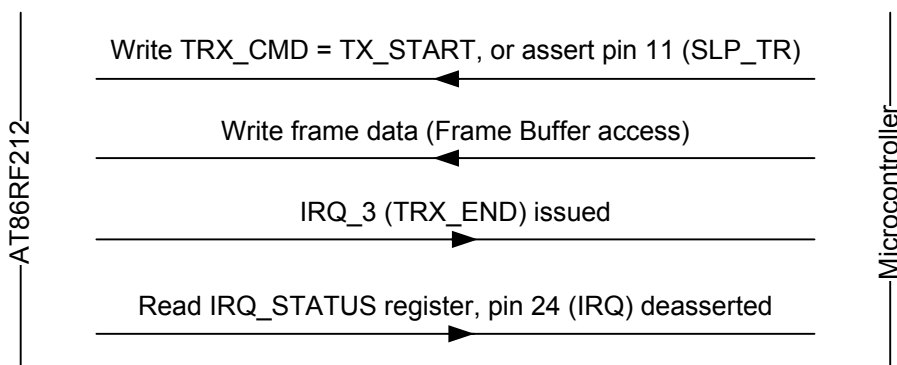 Write TRX_CMD = TX_START, or assert pin 11 (SLP_TR)
Write frame data (Frame Buffer access)
IRQ_3 (TRX_END) issued
Read IRQ_STATUS register, pin 24 (IRQ) deasserted
AT86RF212
Microcontroller